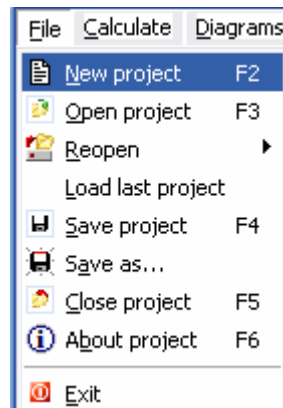 File Calculate Diagrams
New project F2
Open project F3
Reopen
Load last project
Save project F4
Save as...
Close project F5
About project F6
Exit